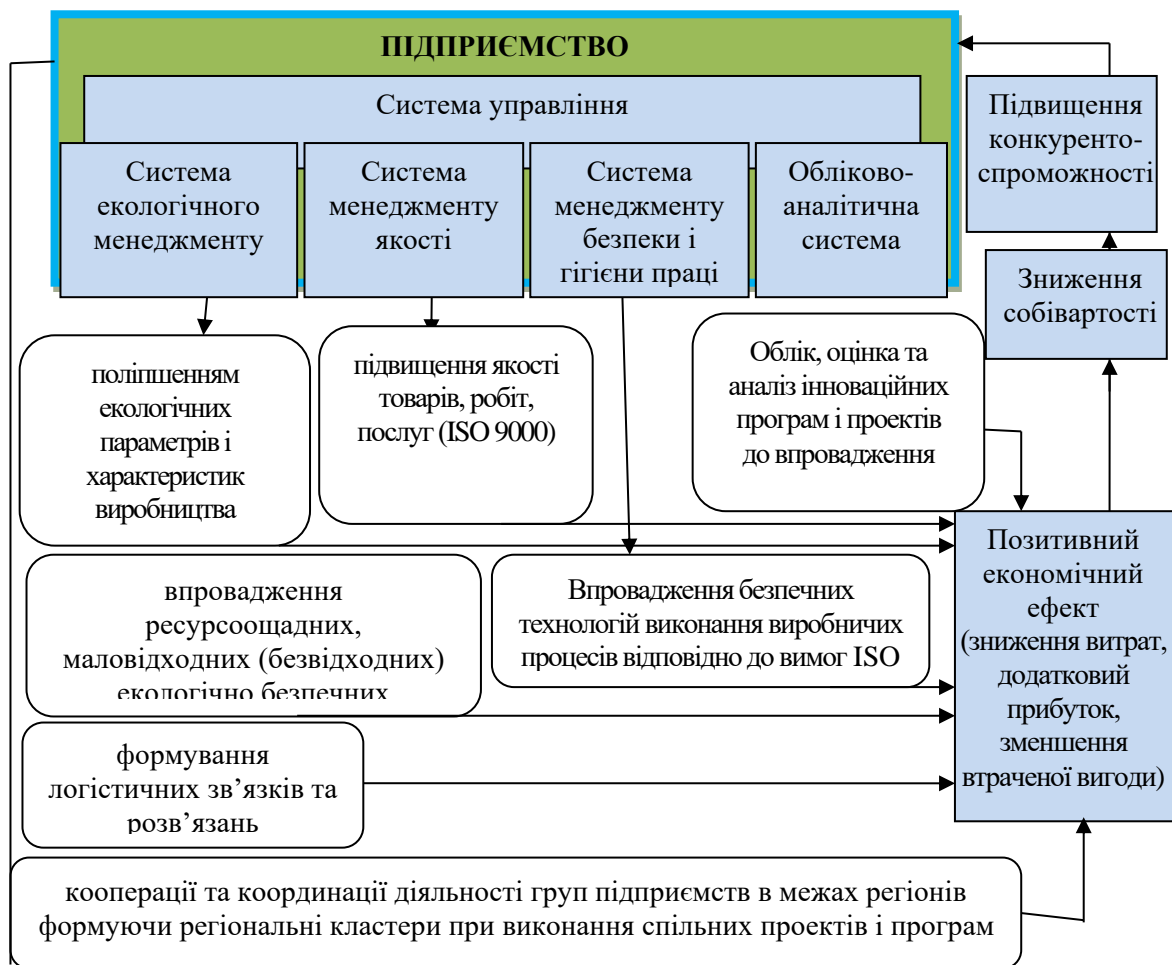 ПІДПРИЄМСТВО
Система управління
Система
екологічного
менеджменту
Система
менеджменту
якості
Система
менеджменту
безпеки і
гігієни праці
Обліково-
аналітична
система
Підвищення
конкуренто-
спроможності
Зниження
собівартості
поліпшенням
екологічних
параметрів і
характеристик
виробництва
підвищення якості
товарів, робіт,
послуг (ISO 9000)
Облік, оцінка та
аналіз інноваційних
програм і проектів
до впровадження
впровадження
ресурсоощадних,
маловідходних (безвідходних)
екологічно безпечних
Впровадження безпечних
технологій виконання виробничих
процесів відповідно до вимог ISO
Позитивний
економічний
ефект
(зниження витрат,
додатковий
прибуток,
зменшення
втраченої вигоди)
формування
логістичних зв’язків та
розв’язань
кооперації та координації діяльності груп підприємств в межах регіонів
формуючи регіональні кластери при виконання спільних проектів і програм